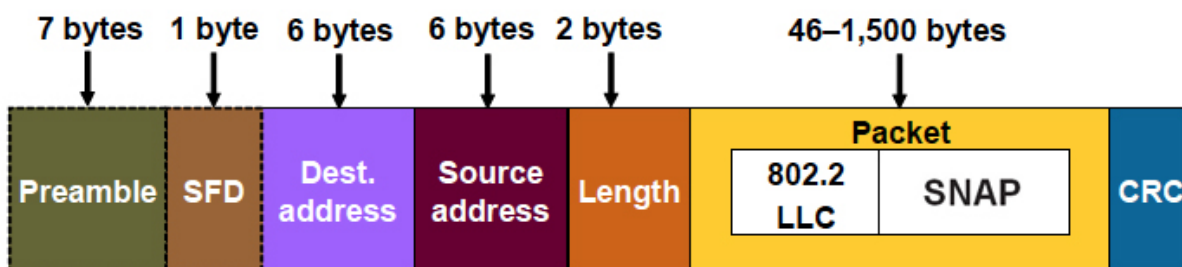 7 bytes 1 byte 6 bytes 6 bytes 2 bytes 46–1,500 bytes
Preamble
SFD
Dest.
address
Source
address
Length
Packet
802.2
LLC
SNAP
CRC